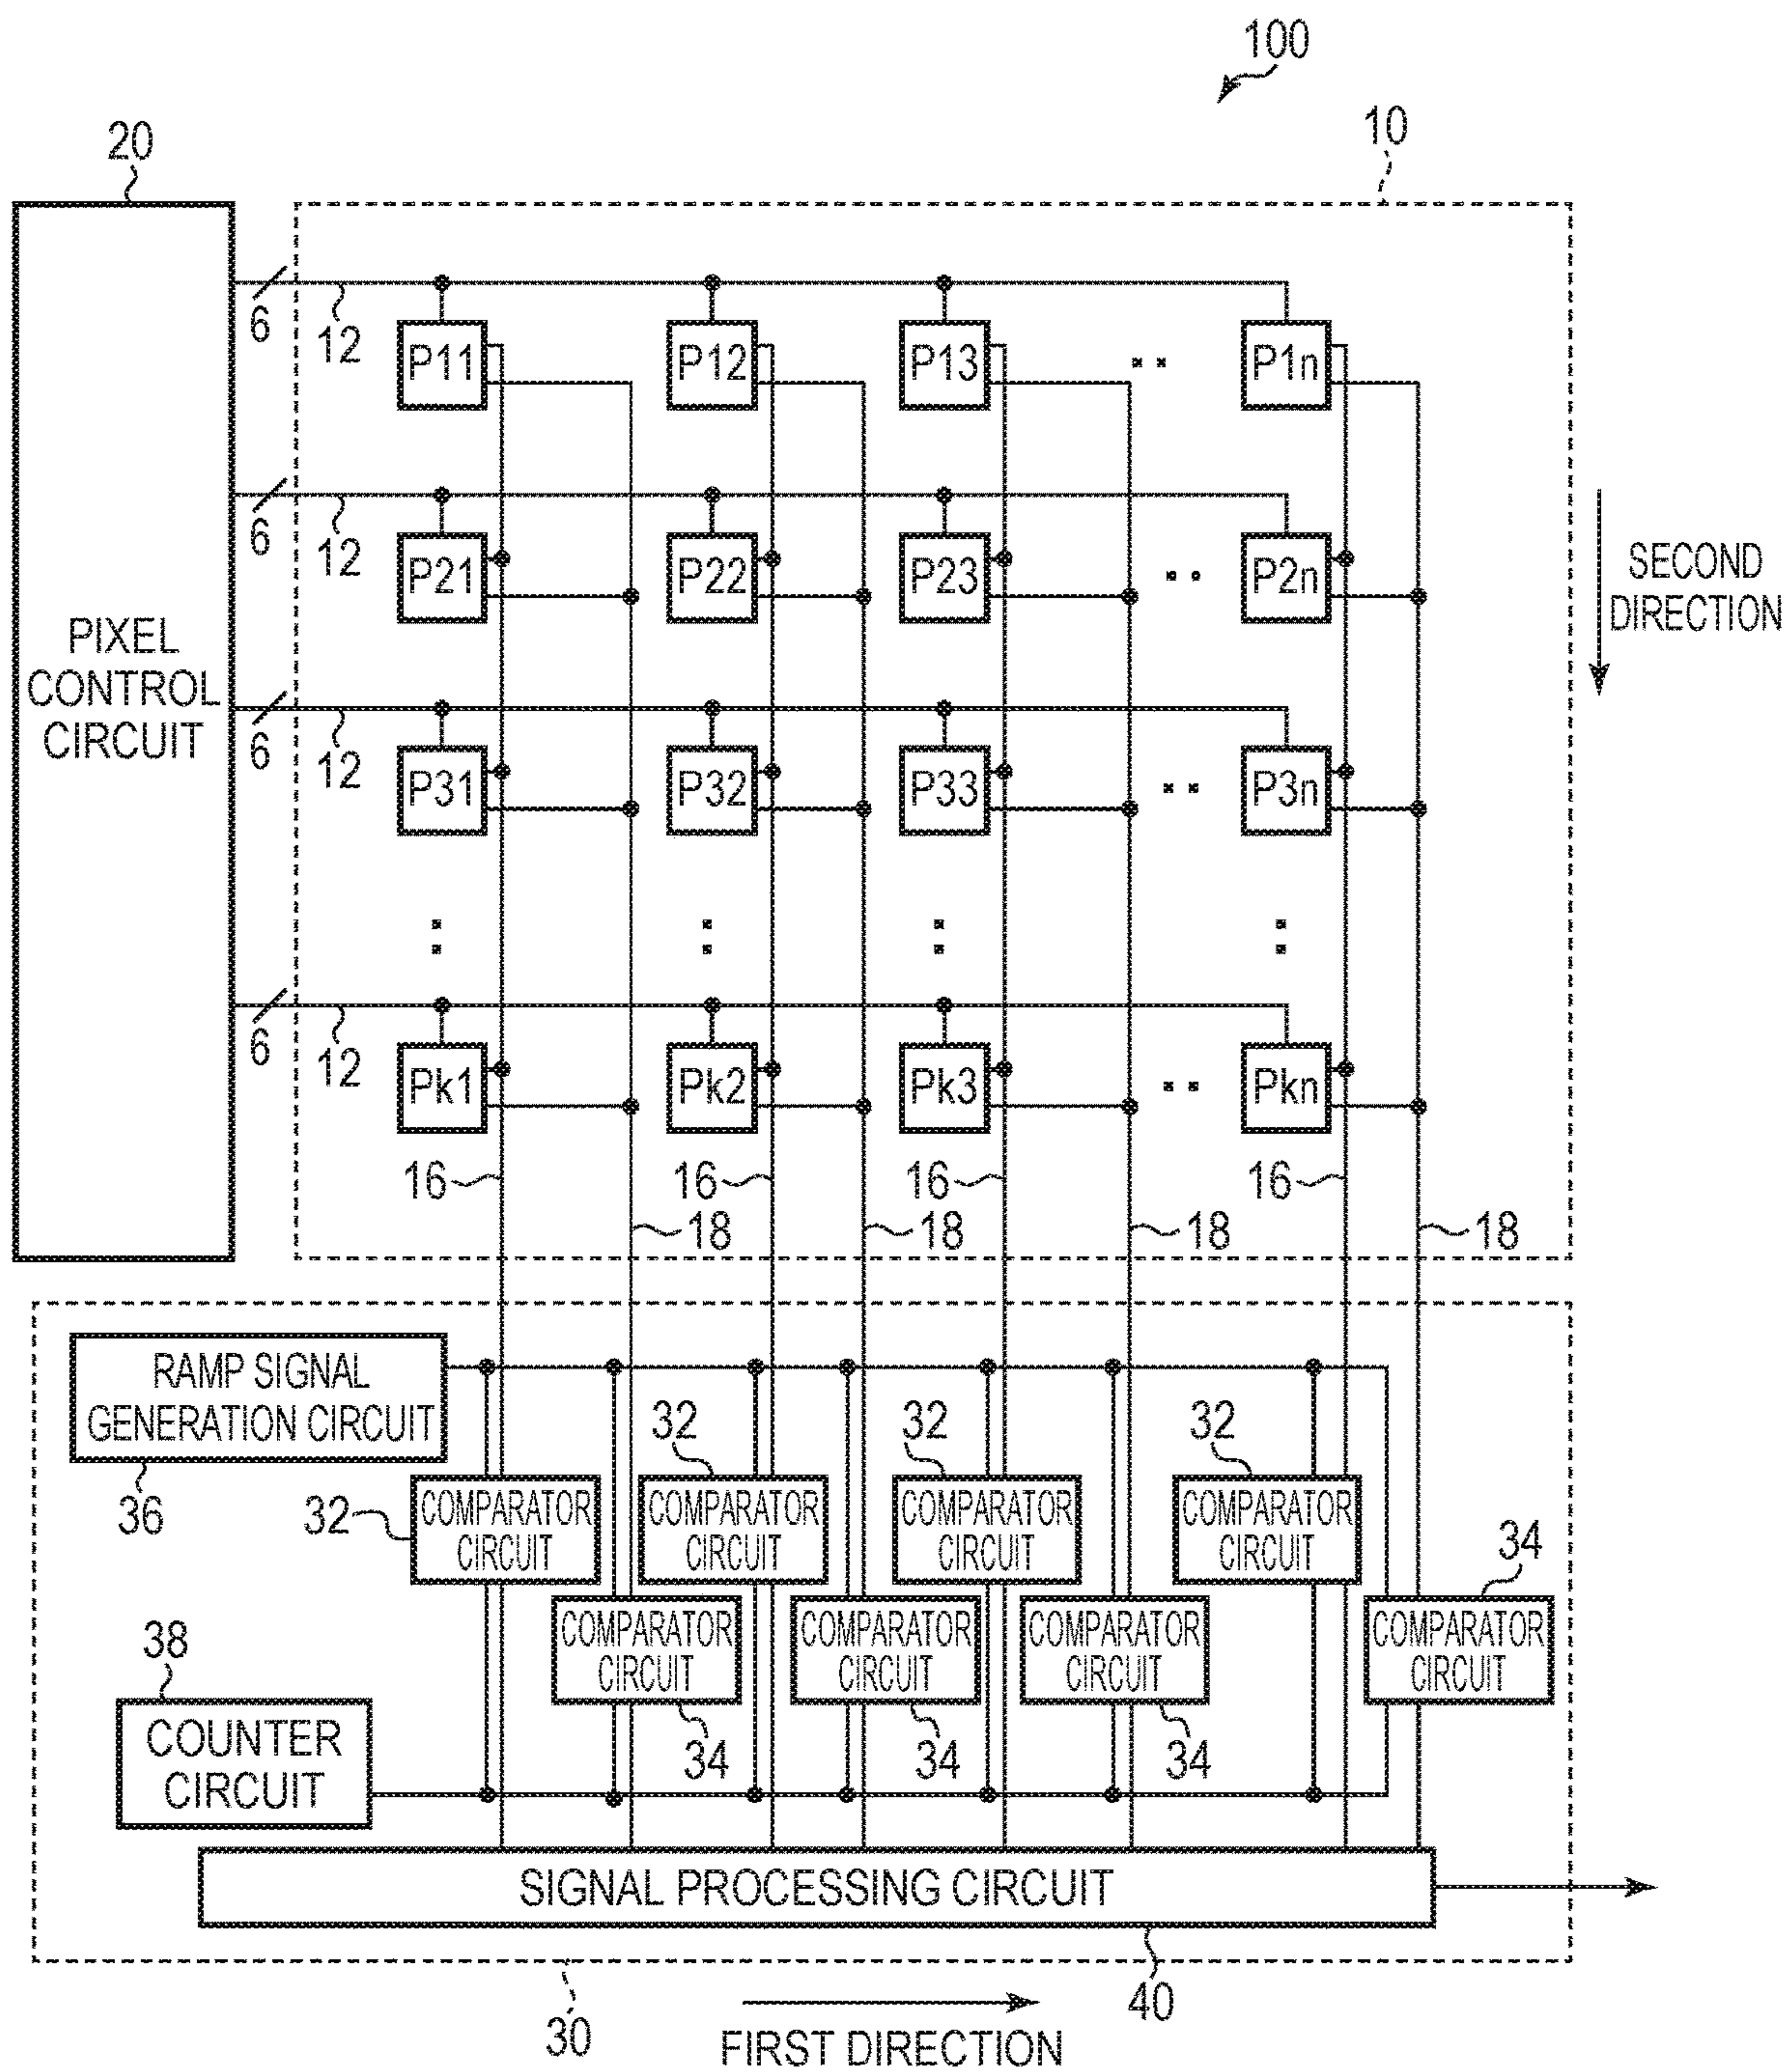 100
10
20
PIXEL
CONTROL
CIRCUIT
6
12
P11
P12
P13
P1n
6
12
P21
P22
P23
P2n
SECOND
DIRECTION
6
12
P31
P32
P33
P3n
6
12
Pk1
Pk2
Pk3
Pkn
16
16
16
16
18
18
18
18
RAMP SIGNAL
GENERATION CIRCUIT
36
32
COMPARATOR
CIRCUIT
32
COMPARATOR
CIRCUIT
32
COMPARATOR
CIRCUIT
32
COMPARATOR
CIRCUIT
34
COMPARATOR
CIRCUIT
34
COMPARATOR
CIRCUIT
34
COMPARATOR
CIRCUIT
34
COMPARATOR
CIRCUIT
38
COUNTER
CIRCUIT
SIGNAL PROCESSING CIRCUIT
40
30
FIRST DIRECTION